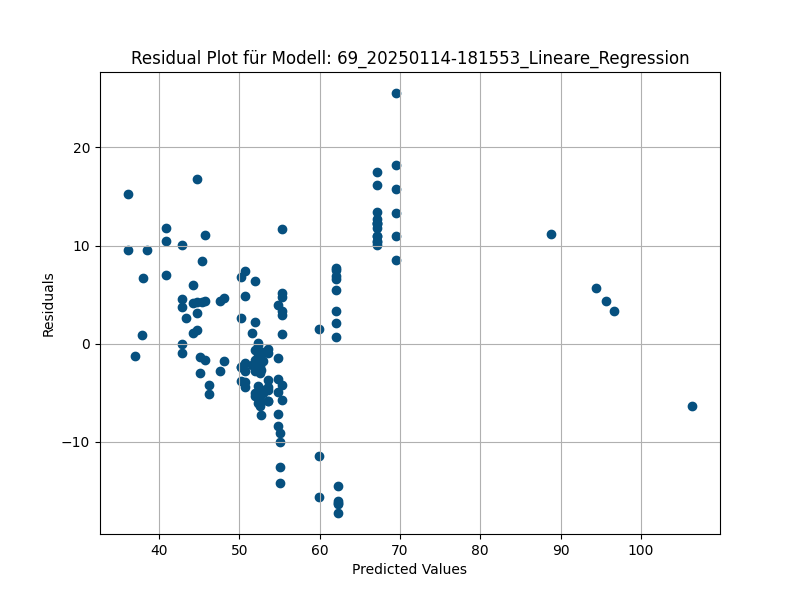 Residual Plot für Modell: 69_20250114-181553_Lineare_Regression
20
10
0
−10
Residuals
40 50 60 70 80 90 100
Predicted Values